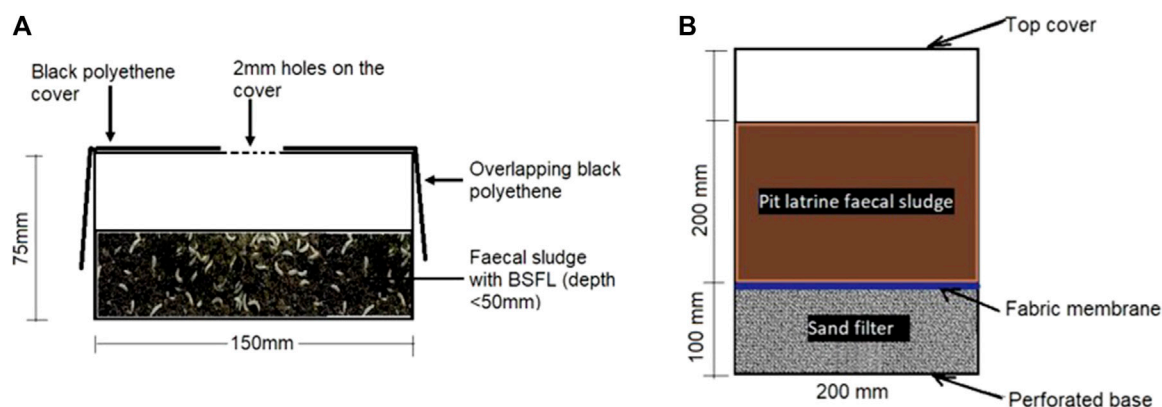 A
Black polyethene
cover
2mm holes on the
cover
Overlapping black
polyethene
75mm
Faecal sludge
with BSFL (depth
<50mm)
150mm
B
Top cover
200 mm
Pit latrine faecal sludge
Fabric membrane
100 mm
Sand filter
200 mm
Perforated base